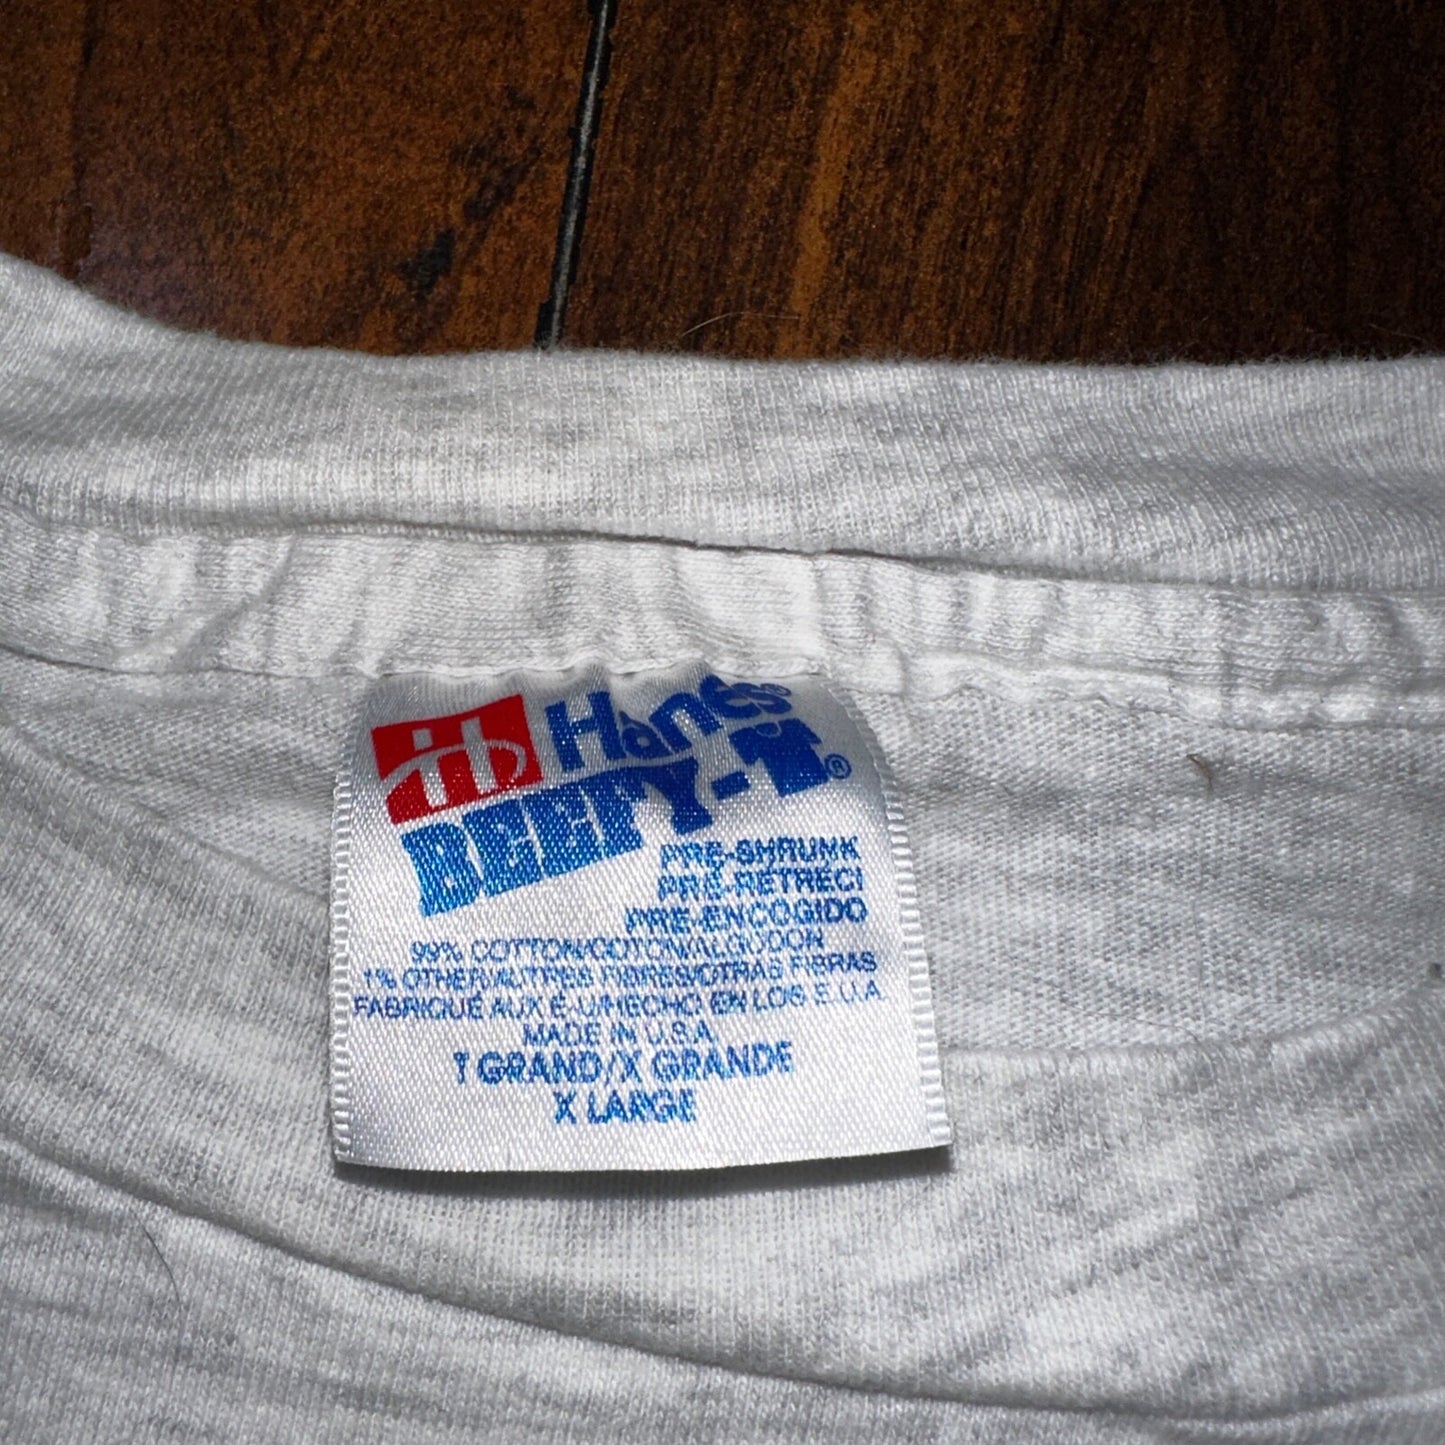 Hanes®
BEEFY-T®
PRE-SHRUNK
PRÉ-RÉTRÉCI
PRE-ENCOGIDO
99% COTTON/COTON/ALGODON
1% OTHER/AUTRES FIBRES/OTRAS FIBRAS
FABRIQUÉ AUX É-U/HECHO EN LOS E.U.A.
MADE IN U.S.A.
T GRAND/X GRANDE
X LARGE